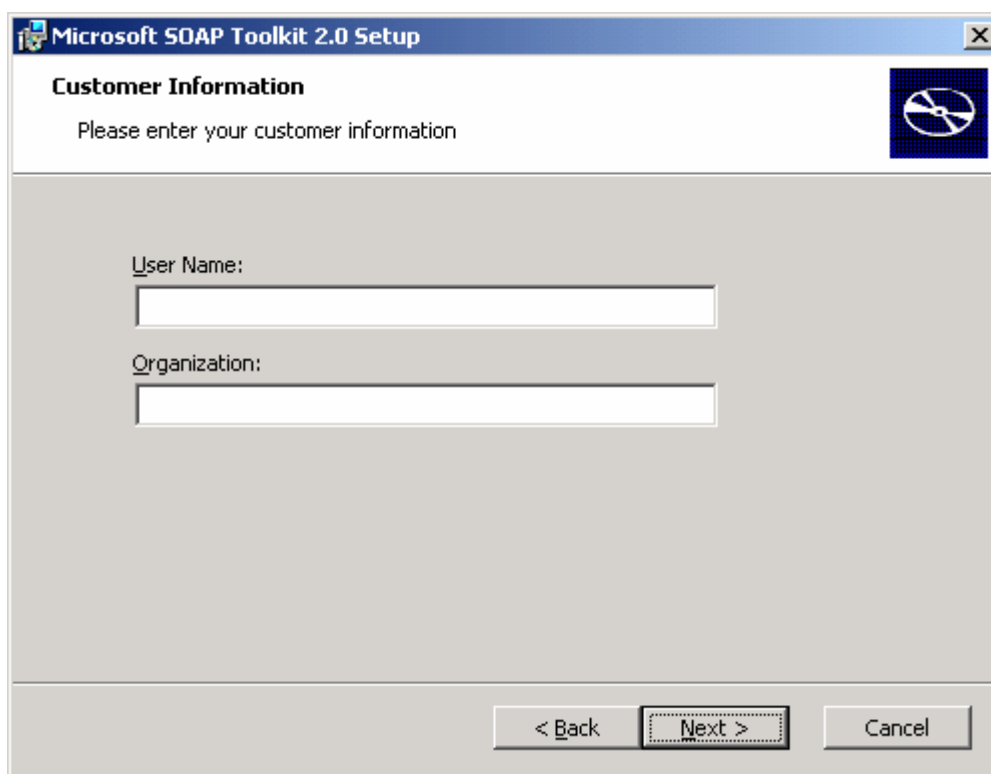 Microsoft SOAP Toolkit 2.0 Setup
Customer Information
Please enter your customer information
User Name:
Organization:
< Back Next > Cancel